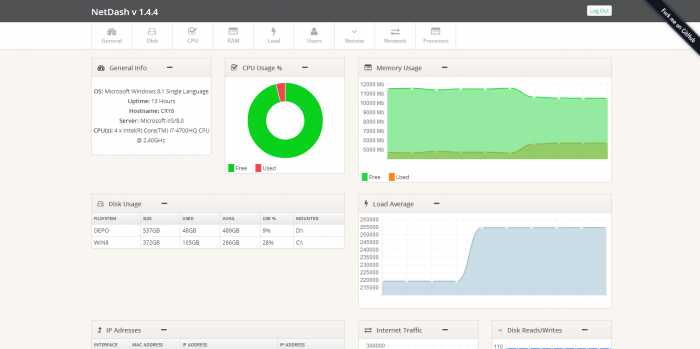 NetDash v 1.4.4
Log Out
Fork me on GitHub
General Disk CPU RAM Load Users Netstat Network Processes
General Info
OS: Microsoft Windows 8.1 Single Language
Uptime: 13 Hours
Hostname: CRYB
Server: Microsoft-IIS/8.0
CPU(s): 4 x Intel(R) Core(TM) i7-4700HQ CPU
@ 2.40GHz
CPU Usage %
Free Used
Memory Usage
12000 Mb
11000 Mb
10000 Mb
9000 Mb
8000 Mb
7000 Mb
6000 Mb
5000 Mb
Free Used
Disk Usage
FILESYSTEM SIZE USED AVAIL USE % MOUNTED
DEPO 537GB 48GB 489GB 9% D:\
WIN8 372GB 105GB 266GB 28% C:\
Load Average
260000
255000
250000
245000
240000
235000
230000
225000
220000
215000
IP Adresses
INTERFACE MAC ADDRESS IP ADDRESS IP ADDRESS
Internet Traffic
300000
Disk Reads/Writes
110